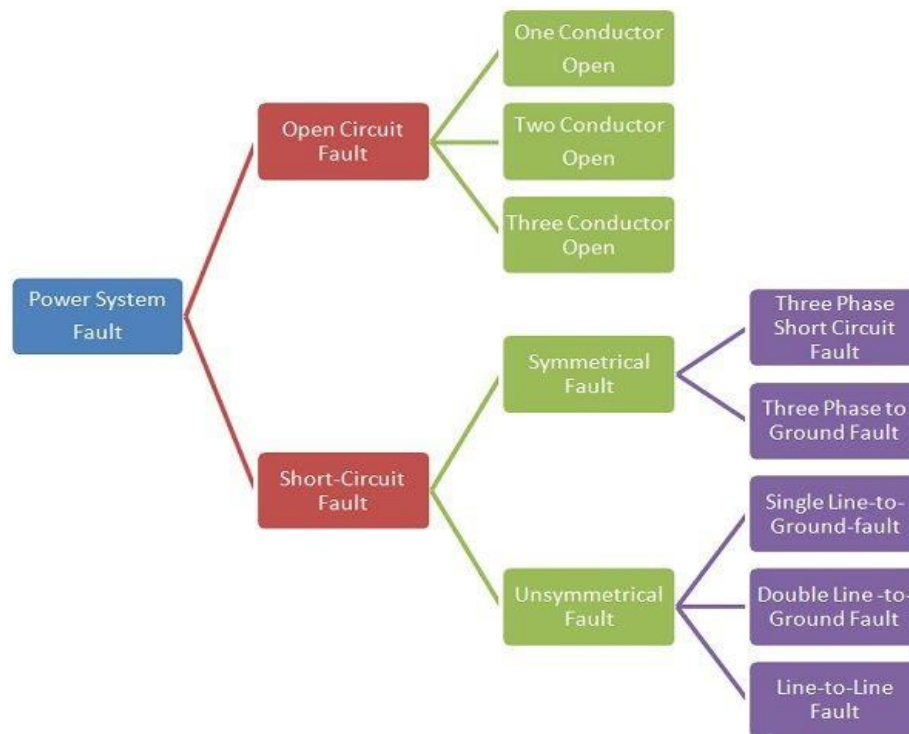 One Conductor
Open
Open Circuit
Fault
Two Conductor
Open
Three Conductor
Open
Power System
Fault
Three Phase
Short Circuit
Fault
Symmetrical
Fault
Three Phase to
Ground Fault
Short-Circuit
Fault
Single Line-to-
Ground-fault
Unsymmetrical
Fault
Double Line -to-
Ground Fault
Line-to-Line
Fault